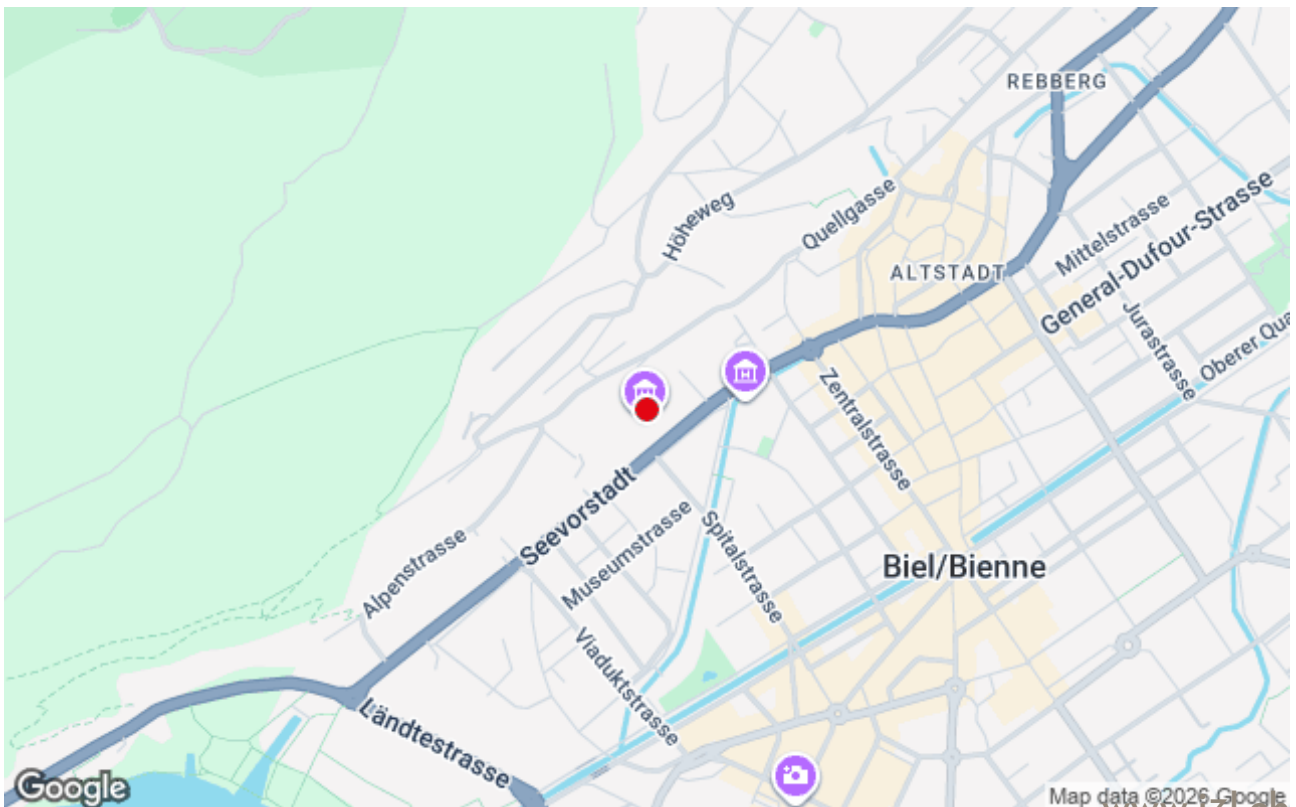 REBBERG
Höheweg
Quellgasse
Mittelstrasse
General-Dufour-Strasse
ALTSTADT
Jurastrasse
Oberer Qua
Zentralstrasse
Seevorstadt
Museumstrasse
Spitalstrasse
Alpenstrasse
Biel/Bienne
Viaduktstrasse
Ländtestrasse
Google
Map data ©2026 Google